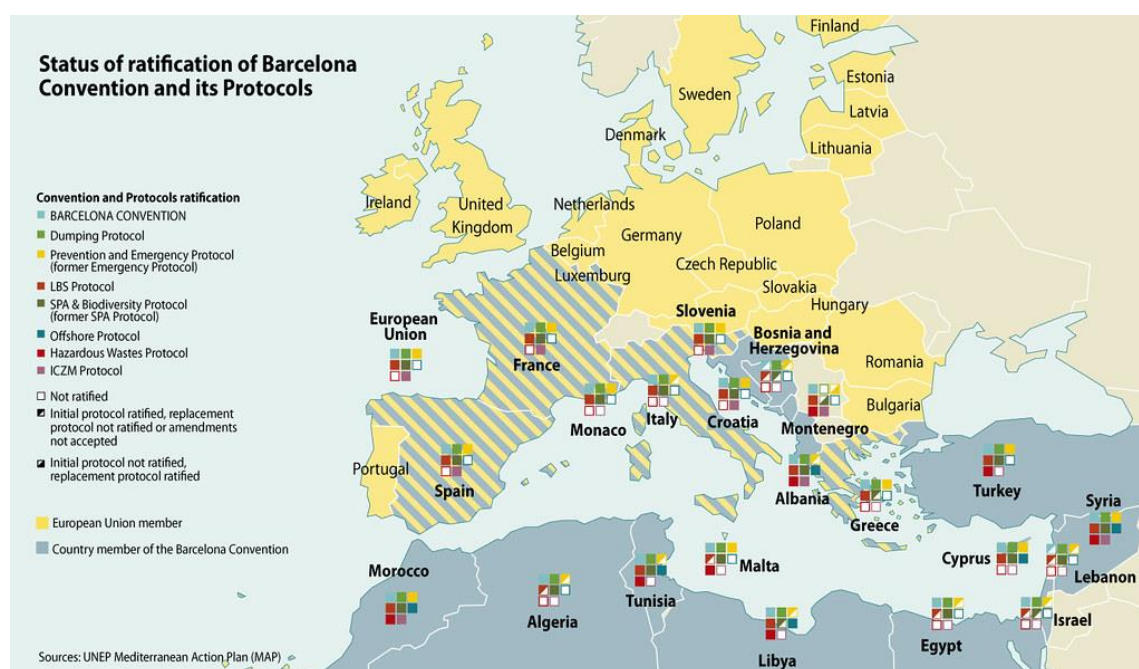 Status of ratification of Barcelona
Convention and its Protocols
Convention and Protocols ratification
BARCELONA CONVENTION
Dumping Protocol
Prevention and Emergency Protocol
(former Emergency Protocol)
LBS Protocol
SPA & Biodiversity Protocol
(former SPA Protocol)
Offshore Protocol
Hazardous Wastes Protocol
ICZM Protocol
Not ratified
Initial protocol ratified, replacement
protocol not ratified or amendments
not accepted
Initial protocol not ratified,
replacement protocol ratified
European Union member
Country member of the Barcelona Convention
Sources: UNEP Mediterranean Action Plan (MAP)
Finland
Estonia
Sweden
Latvia
Denmark
Lithuania
Ireland
United
Kingdom
Netherlands
Poland
Germany
Belgium
Czech Republic
Luxemburg
Slovakia
Hungary
Slovenia
European
Union
Bosnia and
Herzegovina
France
Romania
Bulgaria
Monaco
Italy
Croatia
Montenegro
Portugal
Spain
Albania
Turkey
Greece
Syria
Cyprus
Malta
Lebanon
Morocco
Tunisia
Algeria
Israel
Egypt
Libya